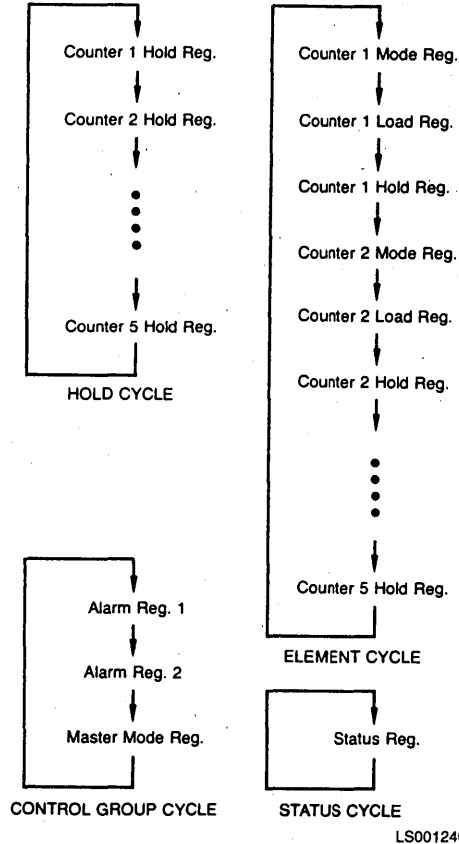 Counter 1 Hold Reg.
Counter 2 Hold Reg.
Counter 5 Hold Reg.
HOLD CYCLE
Counter 1 Mode Reg.
Counter 1 Load Reg.
Counter 1 Hold Reg.
Counter 2 Mode Reg.
Counter 2 Load Reg.
Counter 2 Hold Reg.
Counter 5 Hold Reg.
ELEMENT CYCLE
Alarm Reg. 1
Alarm Reg. 2
Master Mode Reg.
CONTROL GROUP CYCLE
Status Reg.
STATUS CYCLE